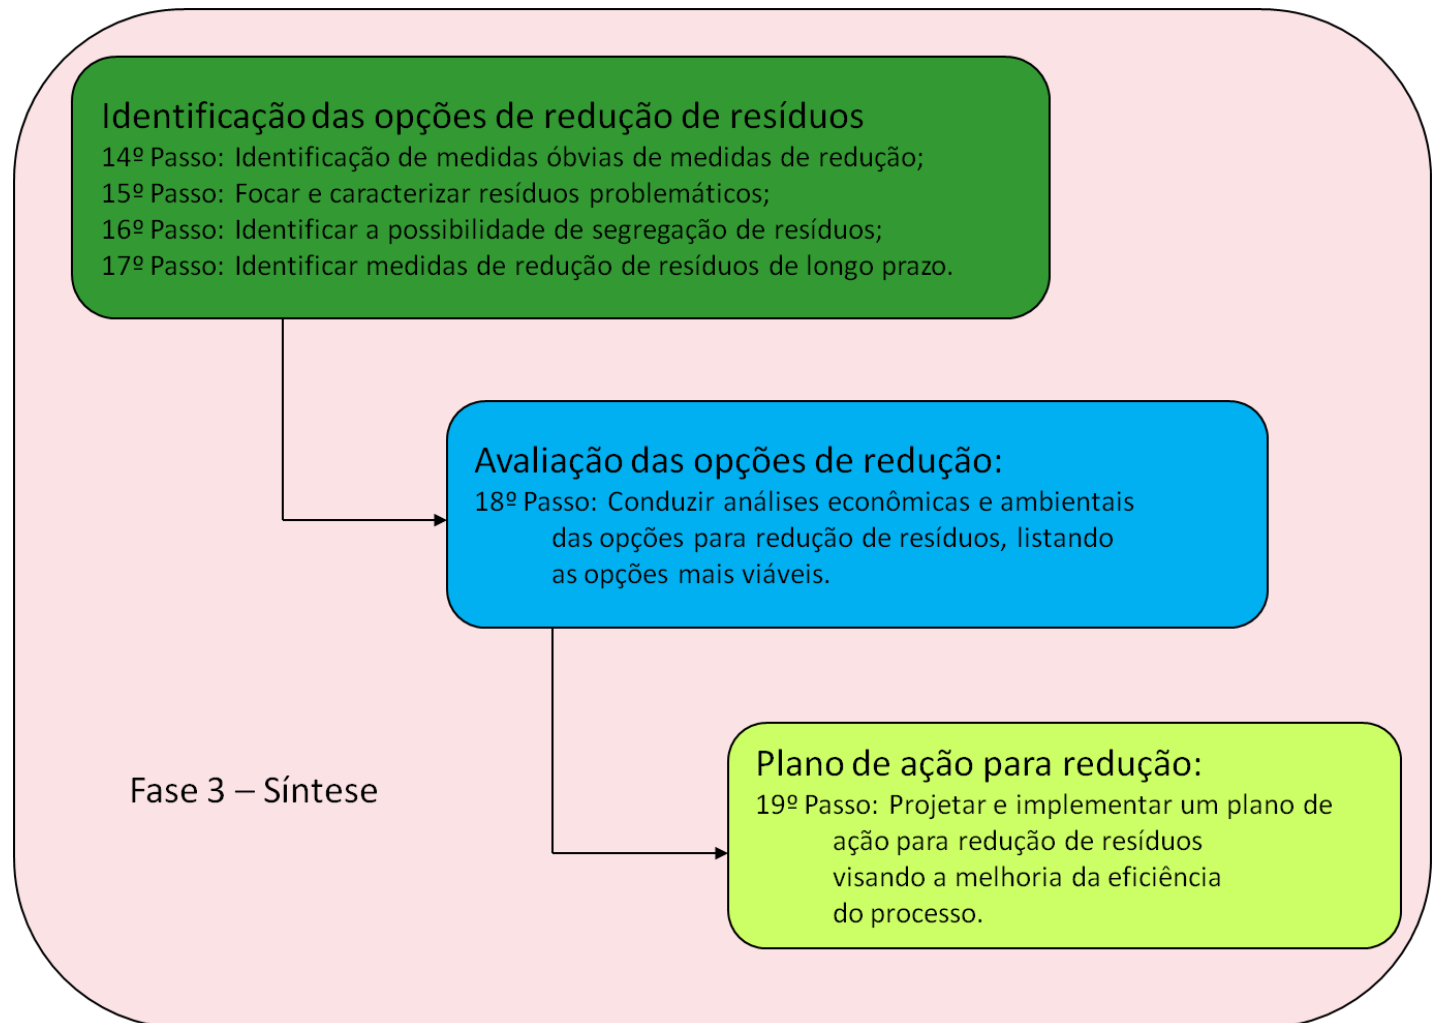 Identificação das opções de redução de resíduos
14º Passo: Identificação de medidas óbvias de medidas de redução;
15º Passo: Focar e caracterizar resíduos problemáticos;
16º Passo: Identificar a possibilidade de segregação de resíduos;
17º Passo: Identificar medidas de redução de resíduos de longo prazo.
Avaliação das opções de redução:
18º Passo: Conduzir análises econômicas e ambientais
das opções para redução de resíduos, listando
as opções mais viáveis.
Plano de ação para redução:
19º Passo: Projetar e implementar um plano de
ação para redução de resíduos
visando a melhoria da eficiência
do processo.
Fase 3 – Síntese